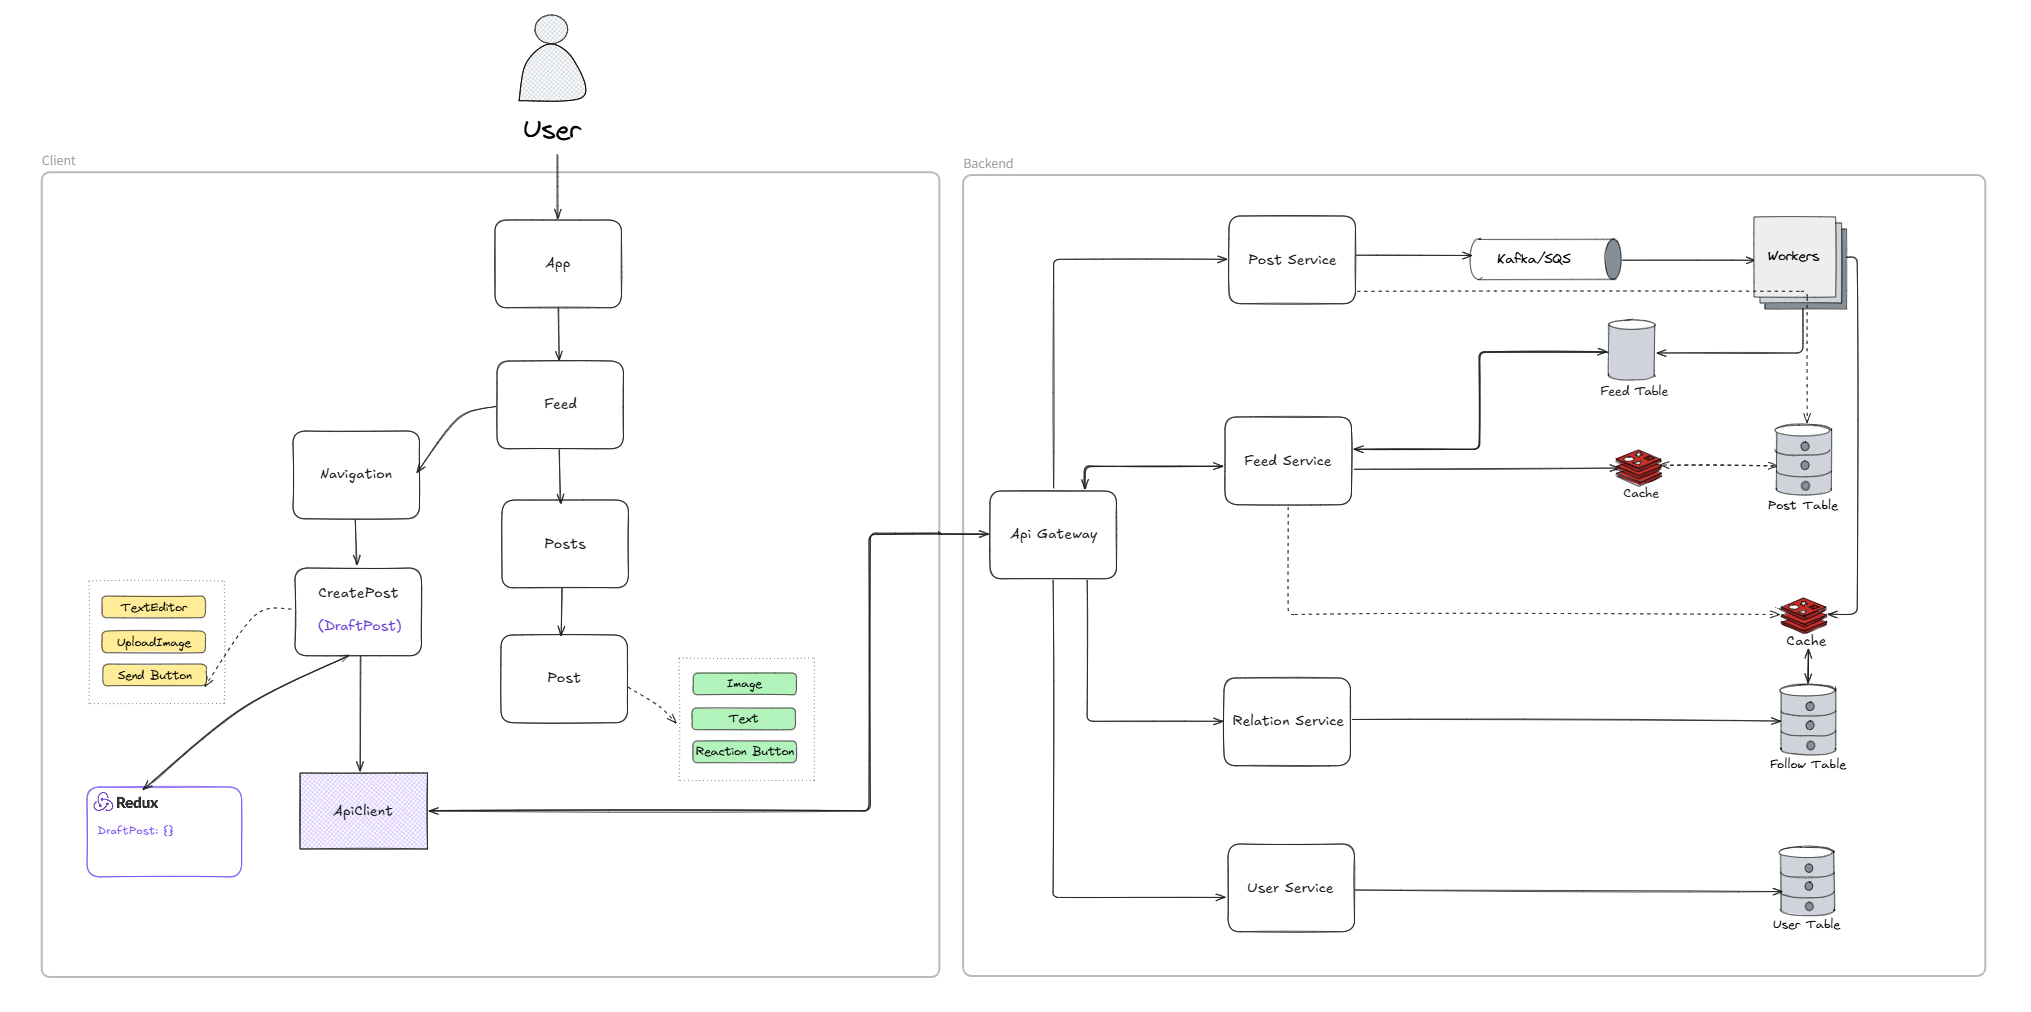 User
Client
App
Feed
Navigation
Posts
CreatePost
(DraftPost)
TextEditor
UploadImage
Send Button
Post
Image
Text
Reaction Button
Redux
DraftPost: {}
ApiClient
Backend
Post Service
Kafka/SQS
Workers
Feed Table
Feed Service
Cache
Post Table
Api Gateway
Cache
Relation Service
Follow Table
User Service
User Table